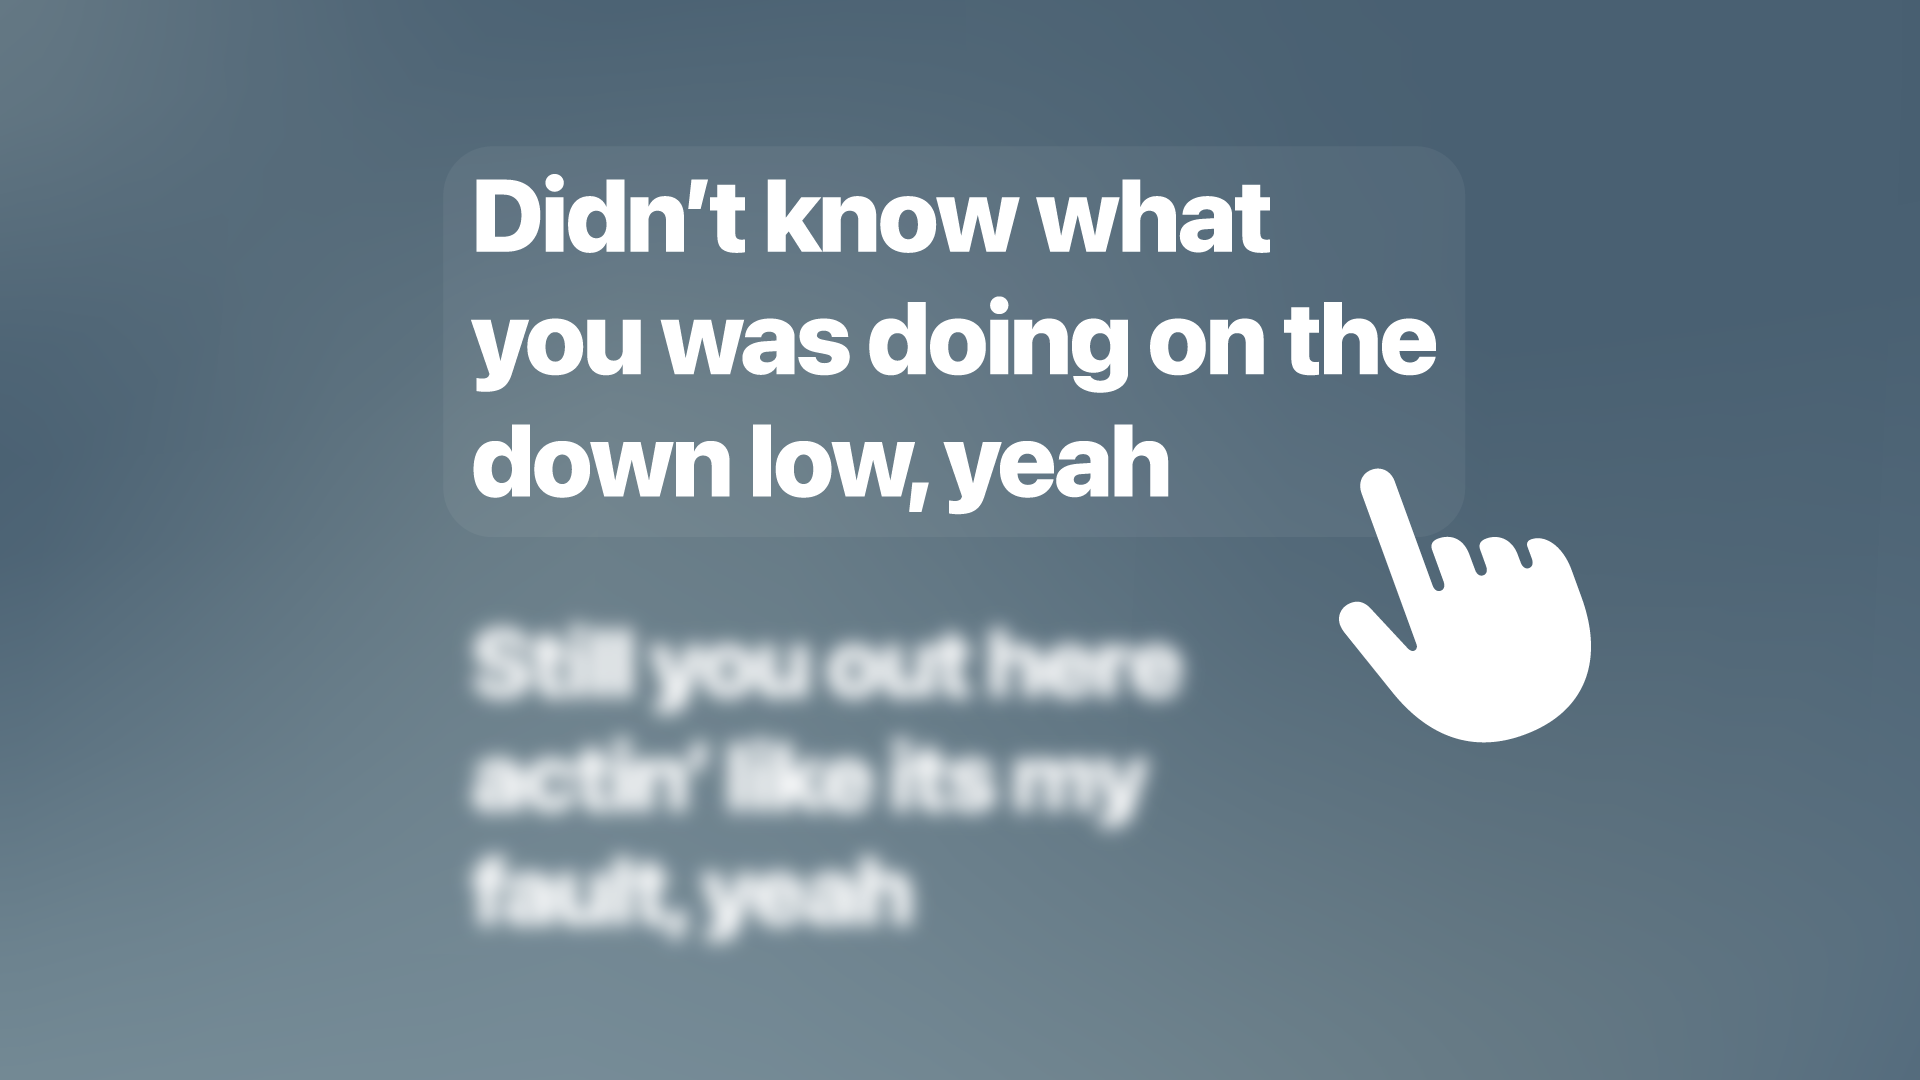 Didn’t know what
you was doing on the
down low, yeah
Still you out here
actin’ like its my
fault, yeah